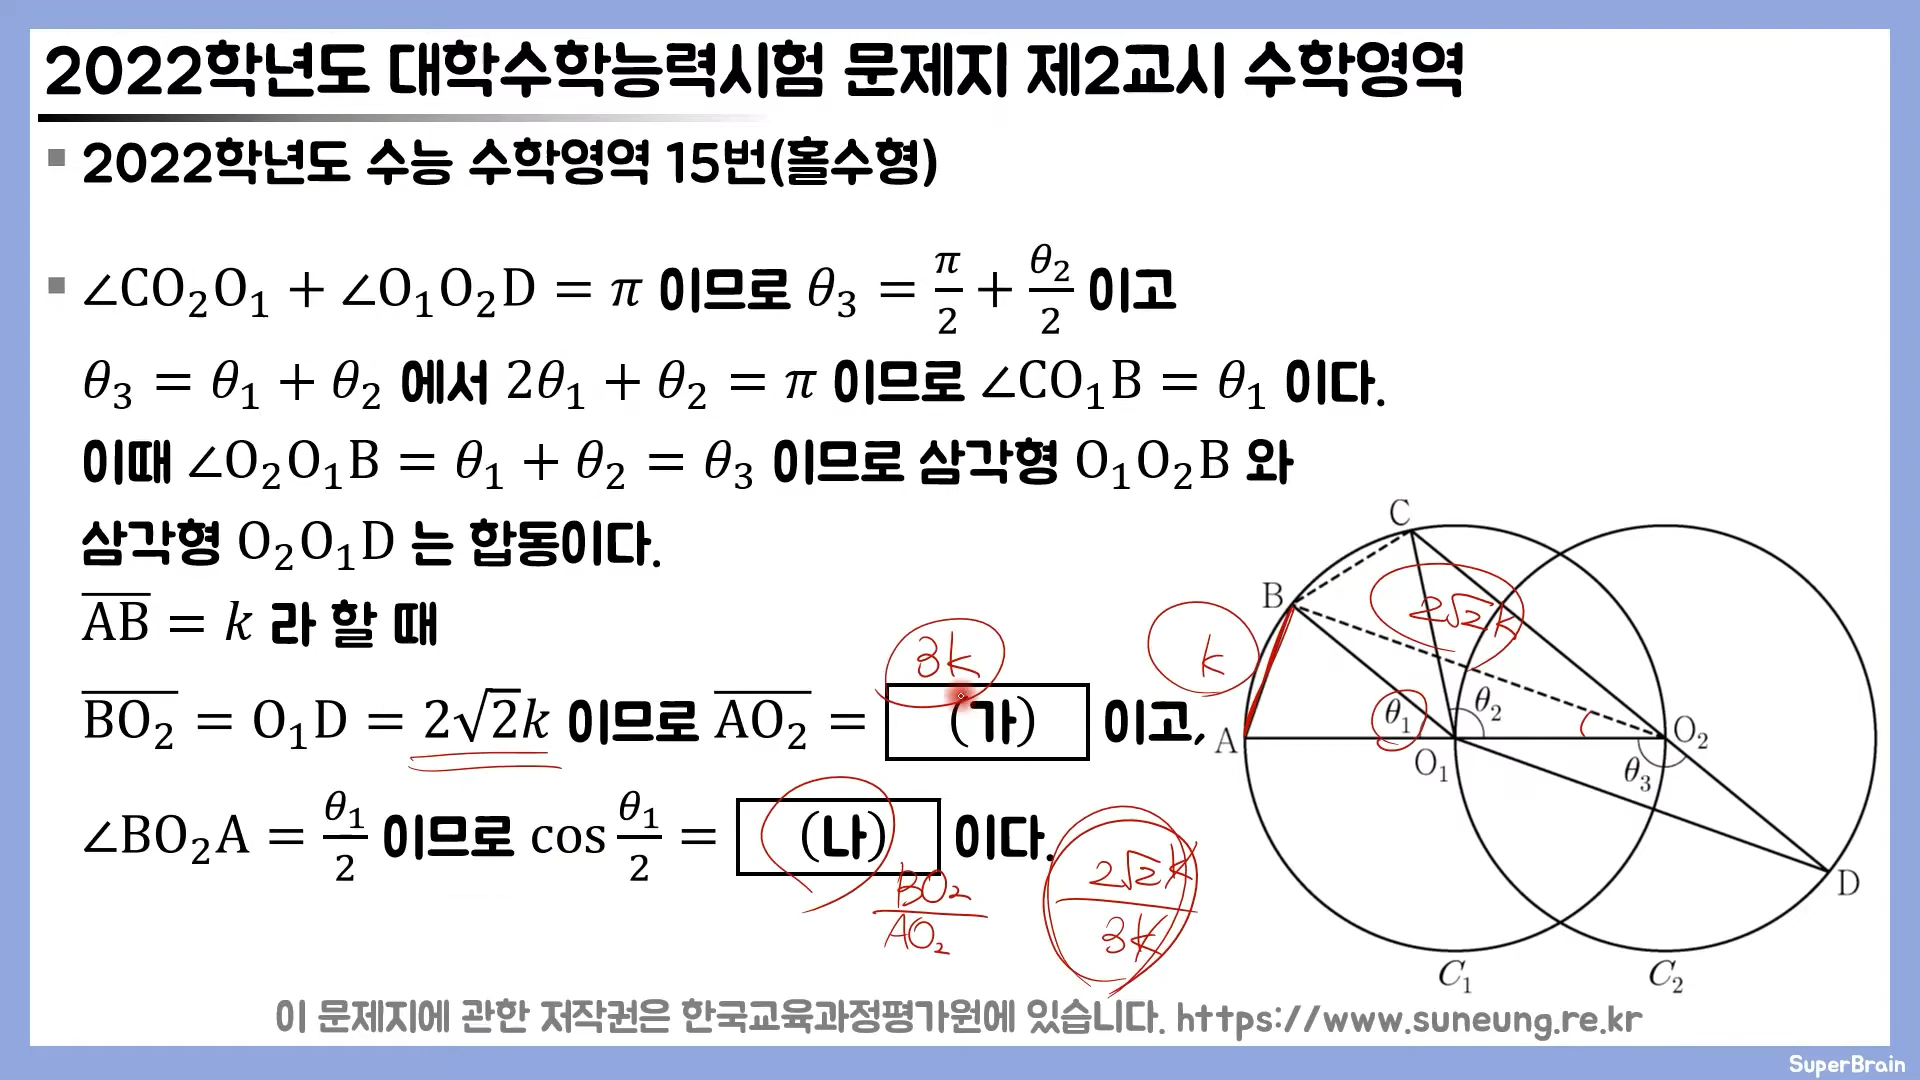 2022학년도 대학수학능력시험 문제지 제2교시 수학영역
2022학년도 수능 수학영역 15번(홀수형)
∠CO₂O₁ + ∠O₁O₂D = π 이므로 θ₃ = π/2 + θ₂/2 이고
θ₃ = θ₁ + θ₂ 에서 2θ₁ + θ₂ = π 이므로 ∠CO₁B = θ₁ 이다.
이때 ∠O₂O₁B = θ₁ + θ₂ = θ₃ 이므로 삼각형 O₁O₂B 와
삼각형 O₂O₁D 는 합동이다.
A̅B̅ = k 라 할 때
3k
B̅O̅₂̅ = O₁D = 2√2k 이므로 A̅O̅₂̅ = (가) 이고,
∠BO₂A = θ₁/2 이므로 cos θ₁/2 = (나) 이다.
BO₂/AO₂
2√2k/3k
C
B
2√2k
k
θ₁
θ₂
A
O₁
O₂
θ₃
D
C₁
C₂
이 문제지에 관한 저작권은 한국교육과정평가원에 있습니다. https://www.suneung.re.kr
SuperBrain